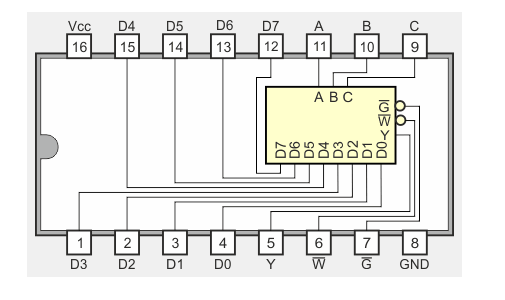 Vcc D4 D5 D6 D7 A B C
16 15 14 13 12 11 10 9
A B C
G̅
W̅
Y
D7 D6 D5 D4 D3 D2 D1 D0
1 2 3 4 5 6 7 8
D3 D2 D1 D0 Y W̅ G̅ GND